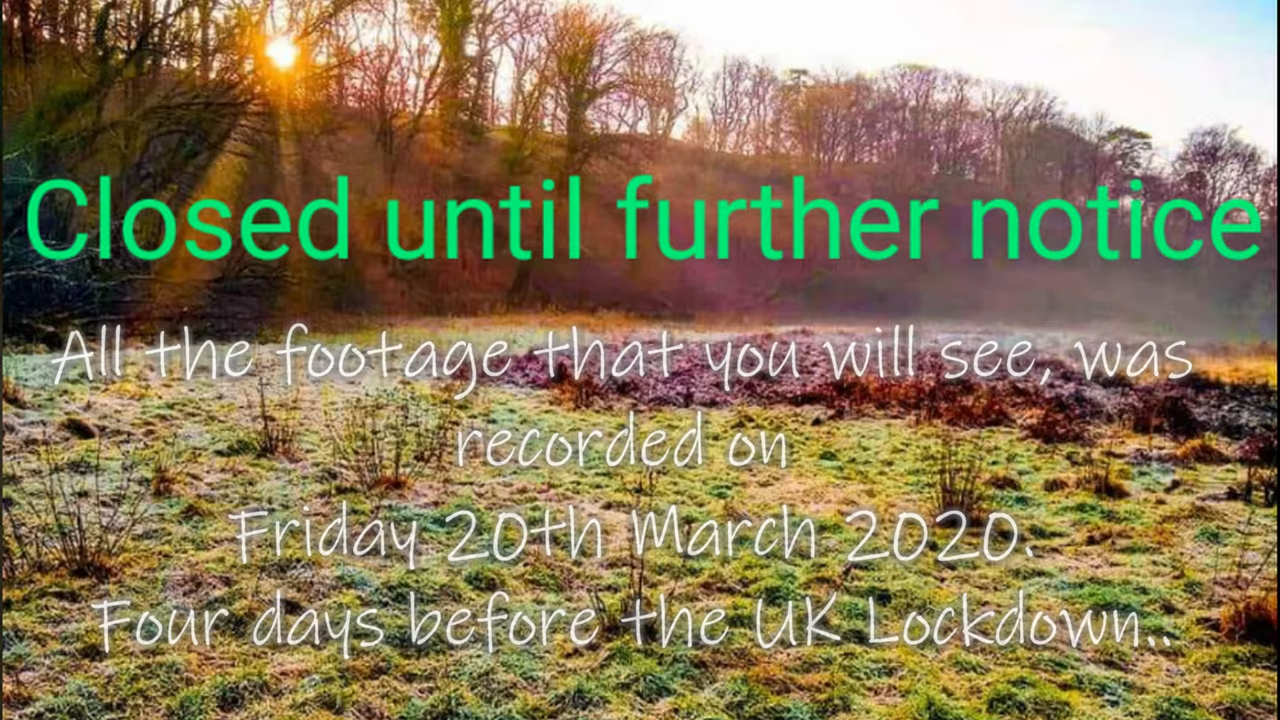 Closed until further notice
All the footage that you will see, was
recorded on
Friday 20th March 2020.
Four days before the UK Lockdown..